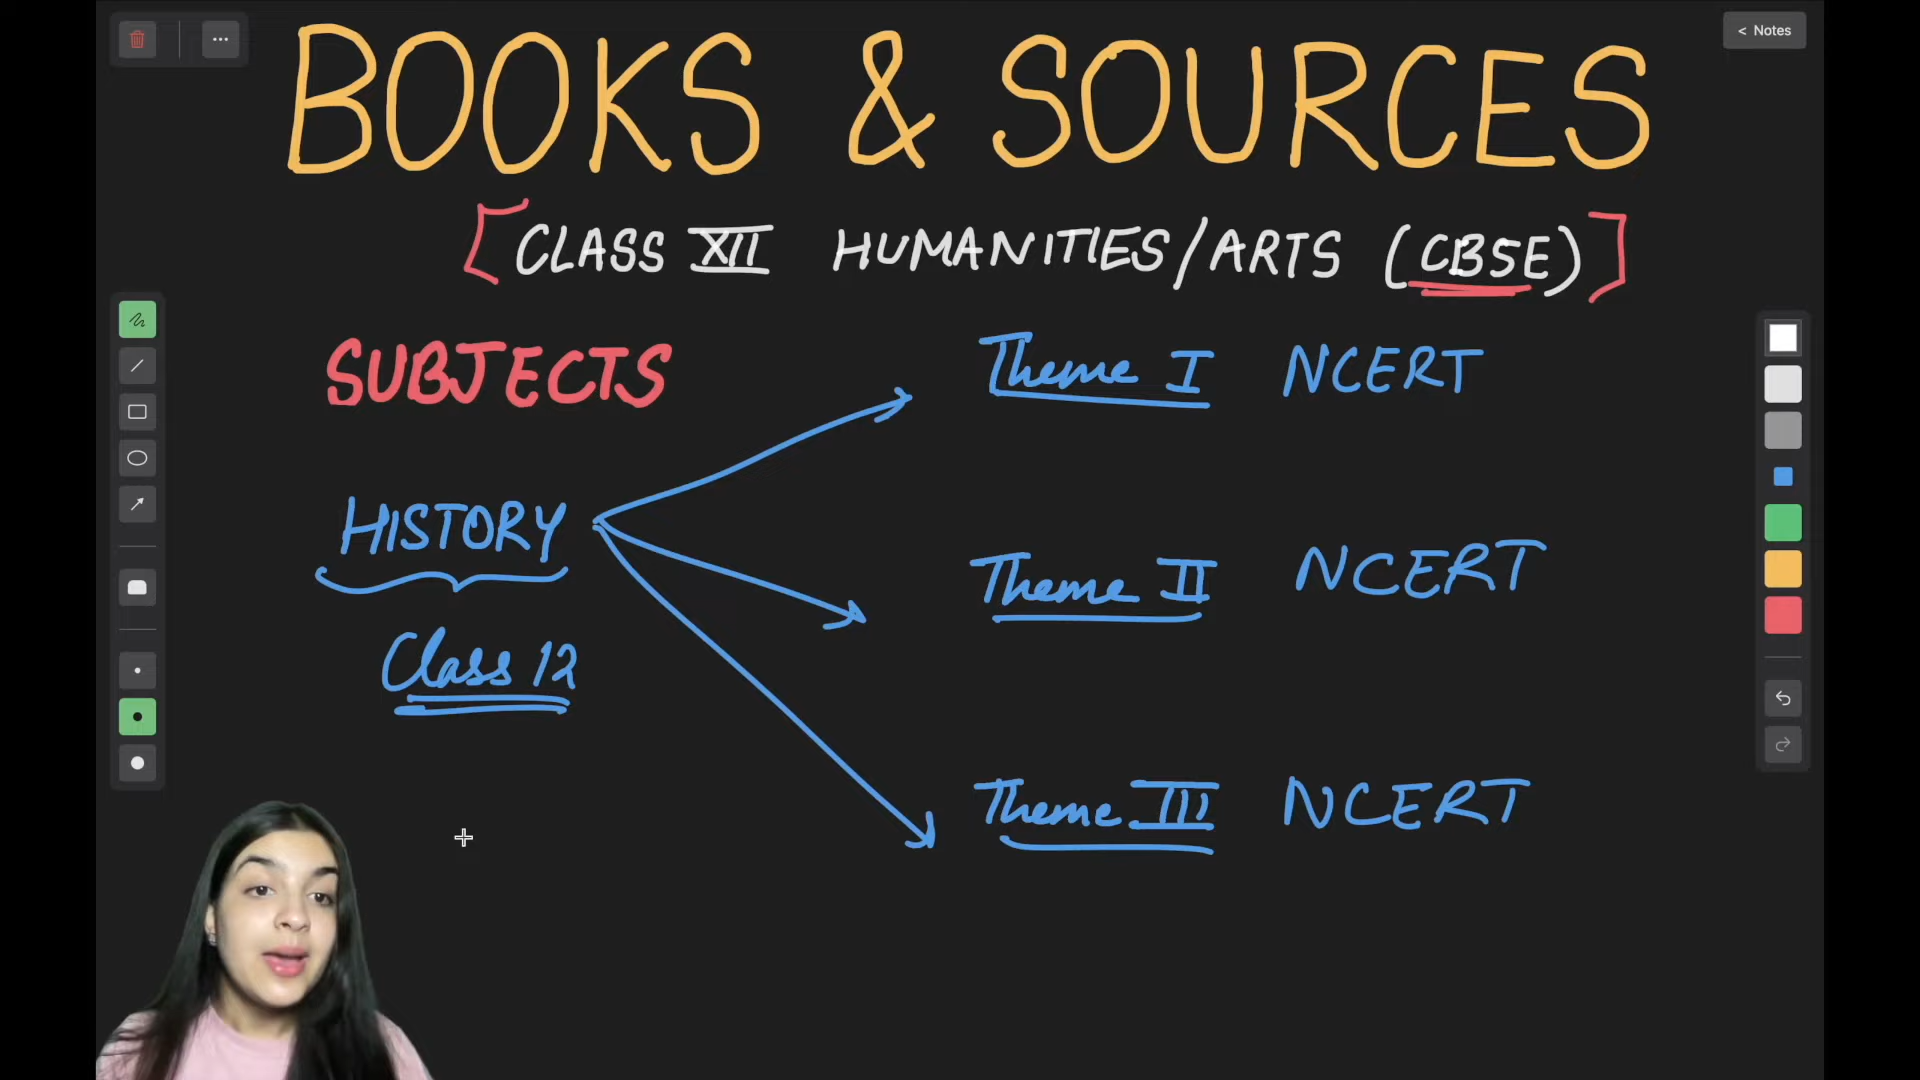 BOOKS & SOURCES
< Notes
[CLASS XII HUMANITIES/ARTS (CBSE)]
SUBJECTS
Theme I NCERT
HISTORY
Theme II NCERT
Class 12
Theme III NCERT